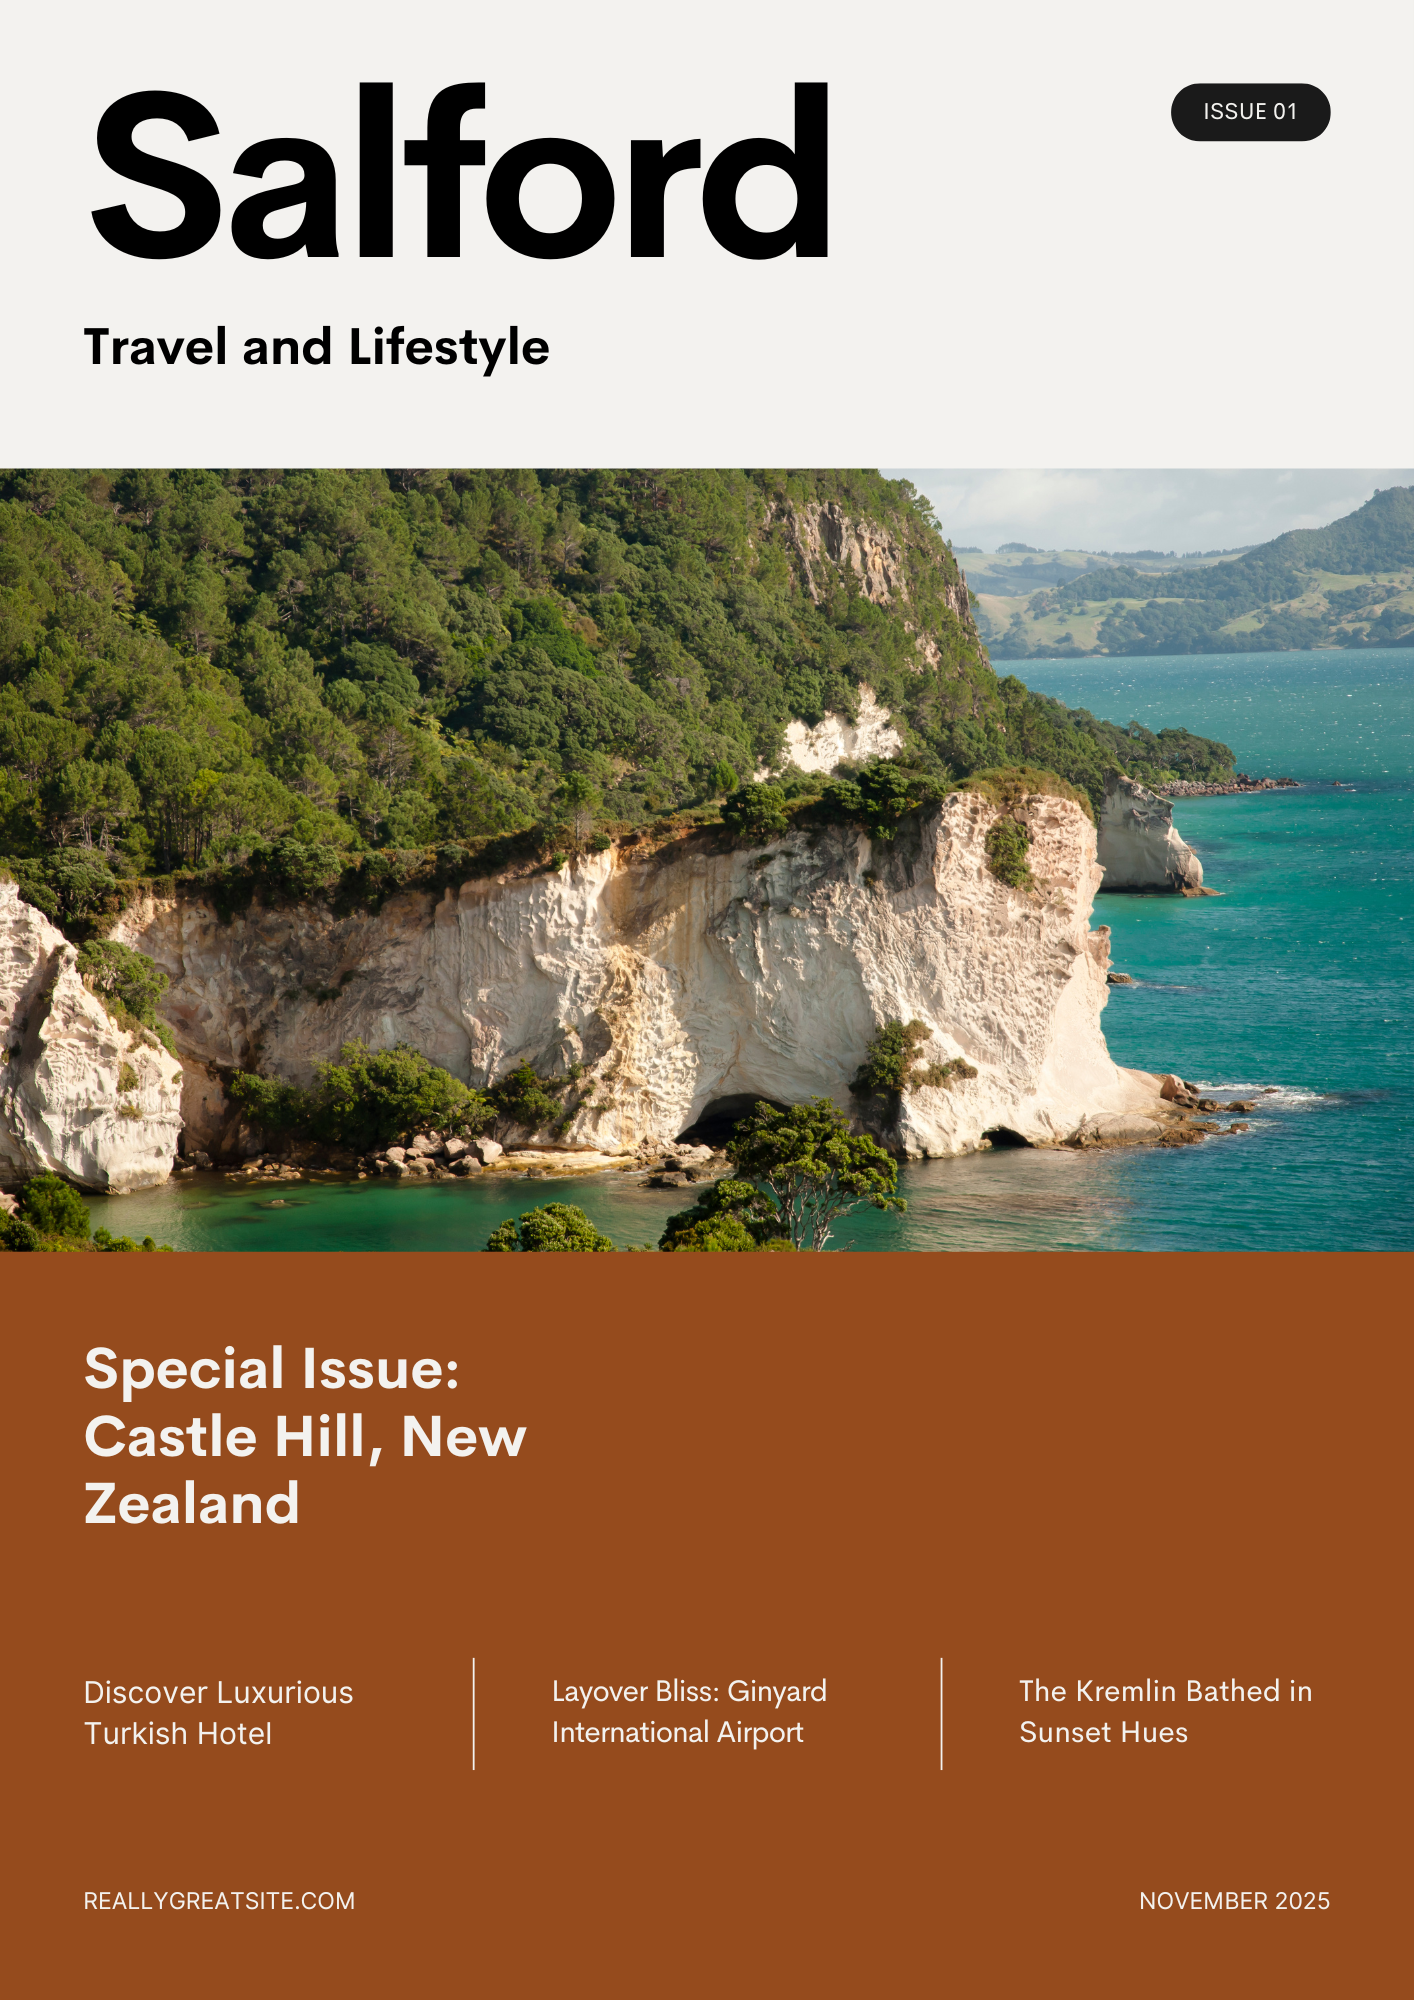 Salford
ISSUE 01
Travel and Lifestyle
Special Issue:
Castle Hill, New
Zealand
Discover Luxurious
Turkish Hotel
Layover Bliss: Ginyard
International Airport
The Kremlin Bathed in
Sunset Hues
REALLYGREATSITE.COM
NOVEMBER 2025